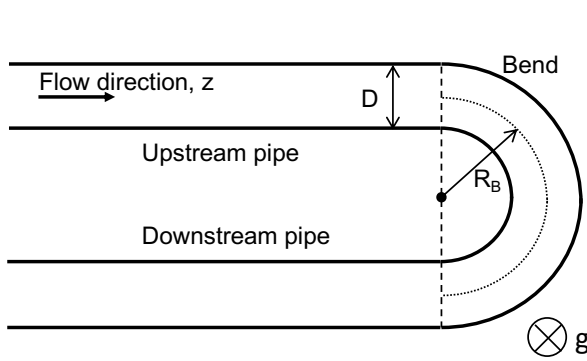 Bend
Flow direction, z
D
Upstream pipe
R_B
Downstream pipe
g